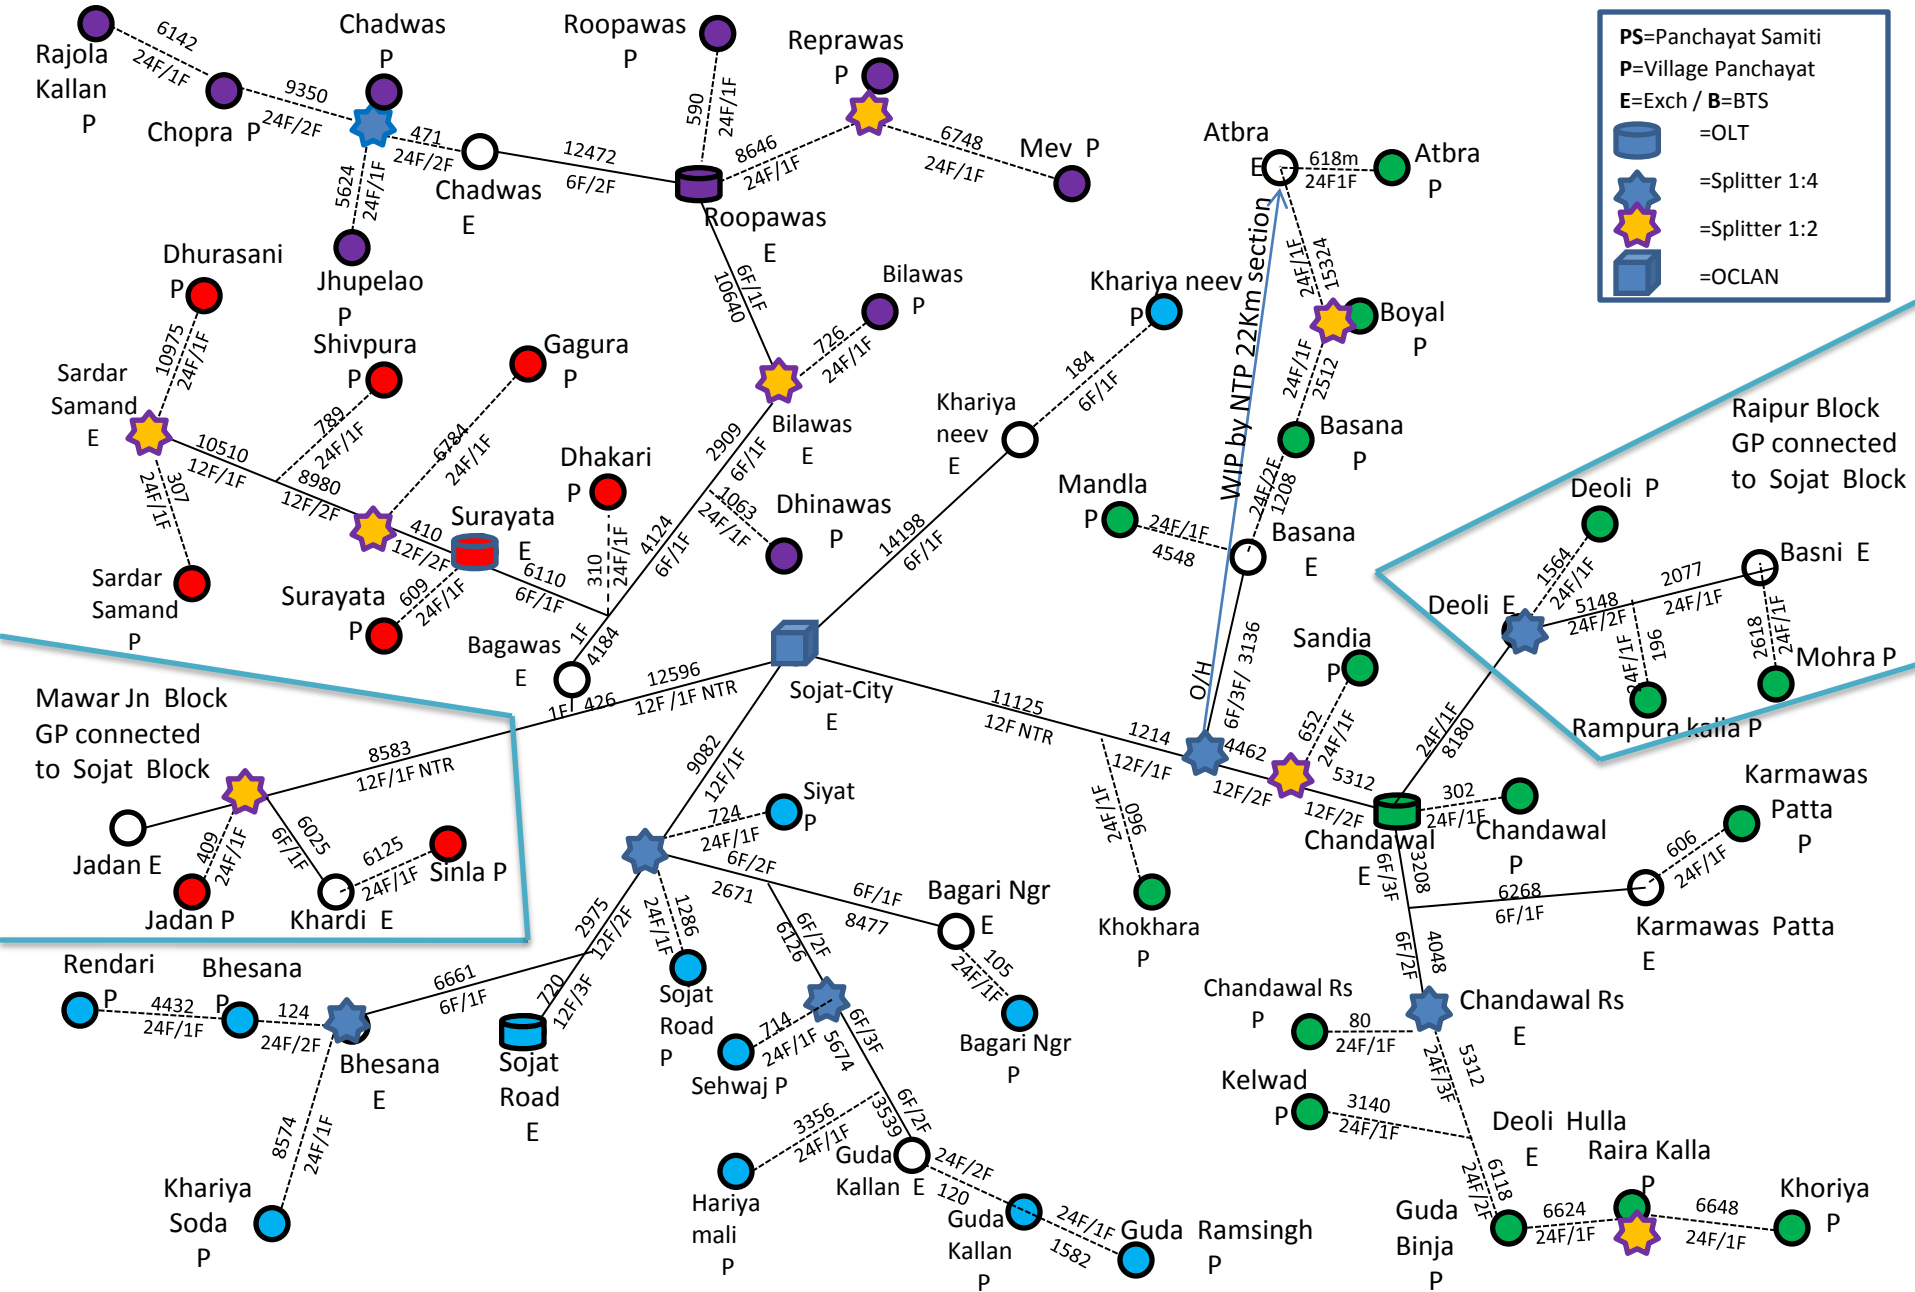 Rajola
Kallan
P
6142
24F/1F
Chopra P
9350
24F/2F
Chadwas
P
471
24F/2F
5624
24F/1F
Jhupelao
P
Chadwas
E
12472
6F/2F
Roopawas
P
590
24F/1F
Reprawas
P
8646
24F/1F
6748
24F/1F
Mev P
Roopawas
E
6F/1F
10640
Bilawas
P
726
24F/1F
Bilawas
E
2909
6F/1F
1063
24F/1F
Dhinawas
P
4124
6F/1F
Dhurasani
P
10975
24F/1F
Sardar
Samand
E
307
24F/1F
Sardar
Samand
P
10510
12F/1F
Shivpura
P
789
24F/1F
8980
12F/2F
Gagura
P
6784
24F/1F
410
12F/2F
Surayata
E
609
24F/1F
Surayata
P
6110
6F/1F
Dhakari
P
310
24F/1F
1F
4184
Bagawas
E
1F
426
12596
12F /1F NTR
Khariya neev
P
184
6F/1F
Khariya
neev
E
14198
6F/1F
Sojat-City
E
Atbra
E
618m
24F1F
Atbra
P
WIP by NTP 22Km section
O/H
24F/1F
15324
Boyal
P
24F/1F
2512
Basana
P
24F/2F
1208
Mandla
P
24F/1F
4548
Basana
E
6F/3F/ 3136
PS=Panchayat Samiti
P=Village Panchayat
E=Exch / B=BTS
=OLT
=Splitter 1:4
=Splitter 1:2
=OCLAN
Raipur Block
GP connected
to Sojat Block
Deoli P
1564
24F/1F
Deoli E
5148
24F/2F
2077
24F/1F
Basni E
196
24F/1F
2618
24F/1F
Mohra P
Rampura kalla P
24F/1F
8180
Mawar Jn Block
GP connected
to Sojat Block
8583
12F/1F NTR
Jadan E
409
24F/1F
Jadan P
6025
6F/1F
6125
24F/1F
Sinla P
Khardi E
9082
12F/1F
724
24F/1F
Siyat
P
6F/2F
2671
6F/1F
8477
Bagari Ngr
E
105
24F/1F
Bagari Ngr
P
1286
24F/1F
Sojat
Road
P
2975
12F/2F
720
12F/3F
Sojat
Road
E
6661
6F/1F
Rendari
P
4432
24F/1F
Bhesana
P
124
24F/2F
Bhesana
E
8574
24F/1F
Khariya
Soda
P
6F/2F
6126
714
24F/1F
Sehwaj P
6F/3F
5674
3356
24F/1F
Hariya
mali
P
6F/2F
3539
Guda
Kallan E
24F/2F
120
Guda
Kallan
P
24F/1F
1582
Guda Ramsingh
P
11125
12F NTR
1214
12F/1F
960
24F/1F
Khokhara
P
4462
12F/2F
Sandia
P
652
24F/1F
5312
12F/2F
Chandawal
E
302
24F/1F
Chandawal
P
Karmawas
Patta
P
606
24F/1F
6268
6F/1F
Karmawas Patta
E
3208
6F/3F
4048
6F/2F
Chandawal Rs
E
Chandawal Rs
P
80
24F/1F
5312
24F/3F
Kelwad
P
3140
24F/1F
Deoli Hulla
E
6118
24F/2F
Guda
Binja
P
6624
24F/1F
Raira Kalla
P
6648
24F/1F
Khoriya
P